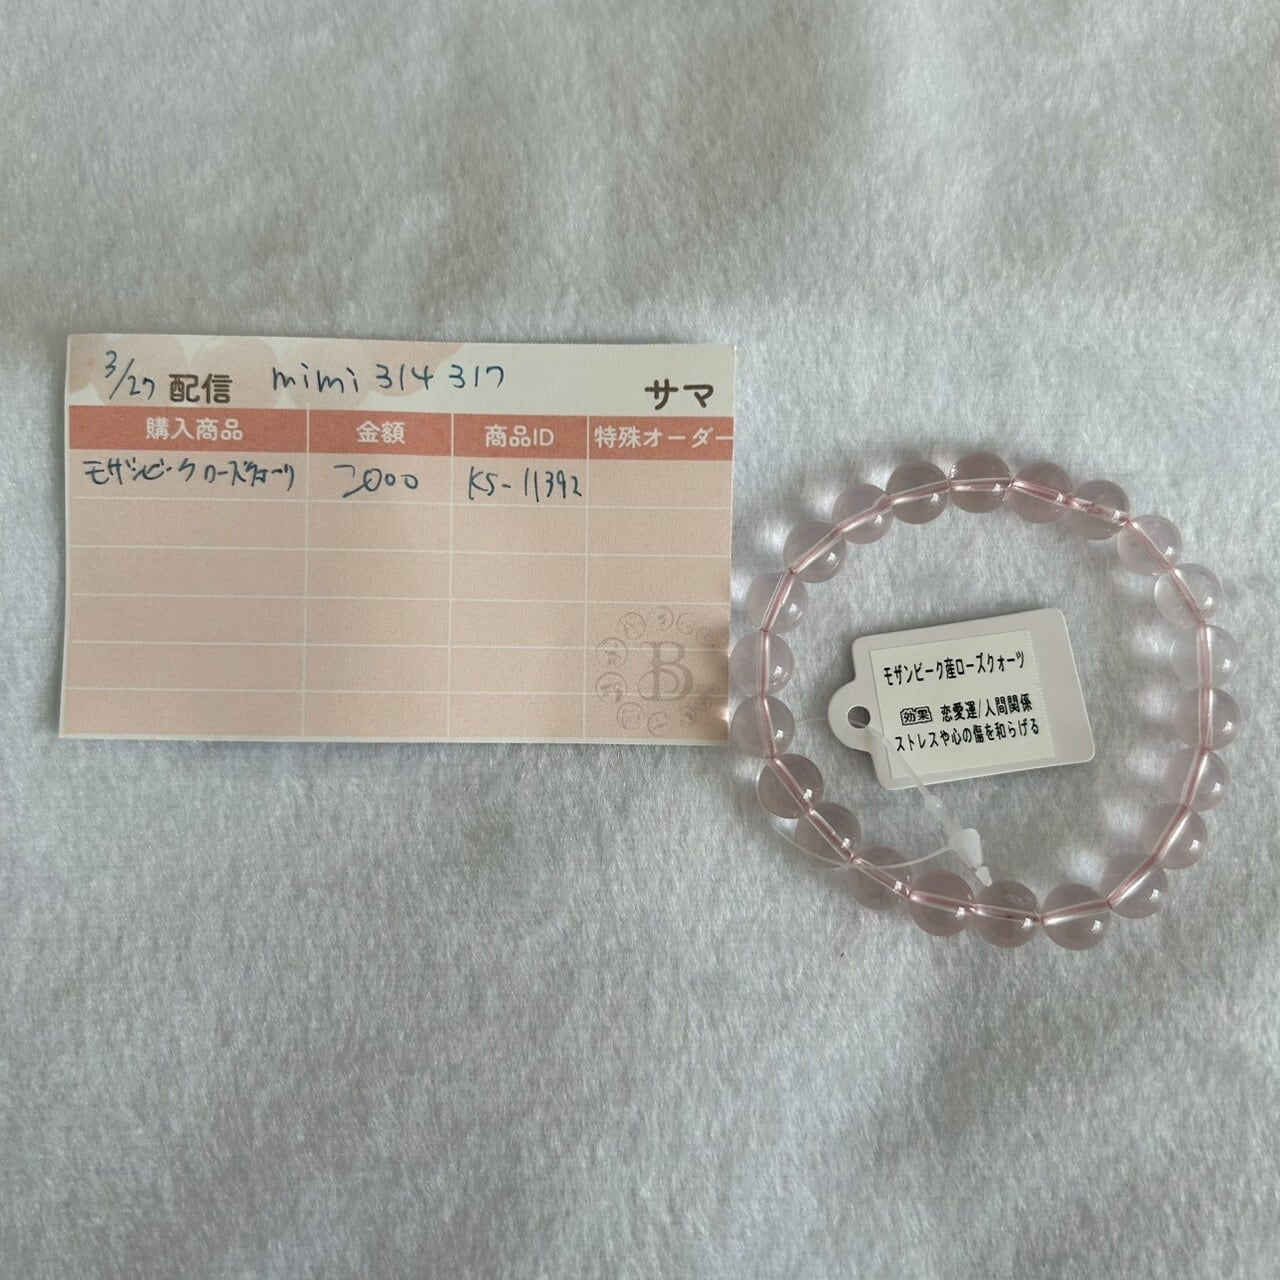 3/27 配信 mimi 314 317 サマ
購入商品 金額 商品ID 特殊オーダー
モザンビークローズクォーツ 2000 KS-11392
B
モザンビーク産ローズクォーツ
効果 恋愛運/人間関係
ストレスや心の傷を和らげる